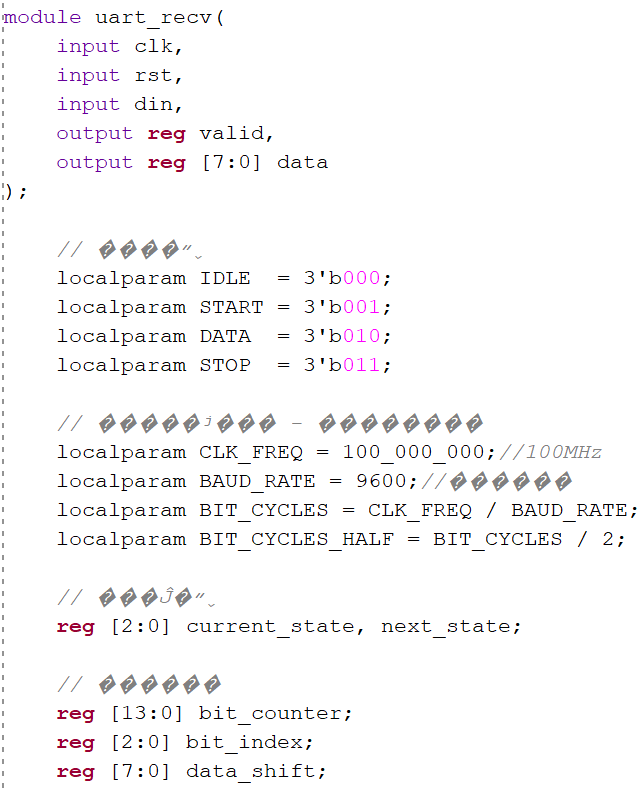 module uart_recv(
input clk,
input rst,
input din,
output reg valid,
output reg [7:0] data
);
// ����״̬
localparam IDLE = 3'b000;
localparam START = 3'b001;
localparam DATA = 3'b010;
localparam STOP = 3'b011;
// �����ʲ��� - ���������
localparam CLK_FREQ = 100_000_000;//100MHz
localparam BAUD_RATE = 9600;//������
localparam BIT_CYCLES = CLK_FREQ / BAUD_RATE;
localparam BIT_CYCLES_HALF = BIT_CYCLES / 2;
//
reg [2:0] current_state, next_state;
// ������
reg [13:0] bit_counter;
reg [2:0] bit_index;
reg [7:0] data_shift;